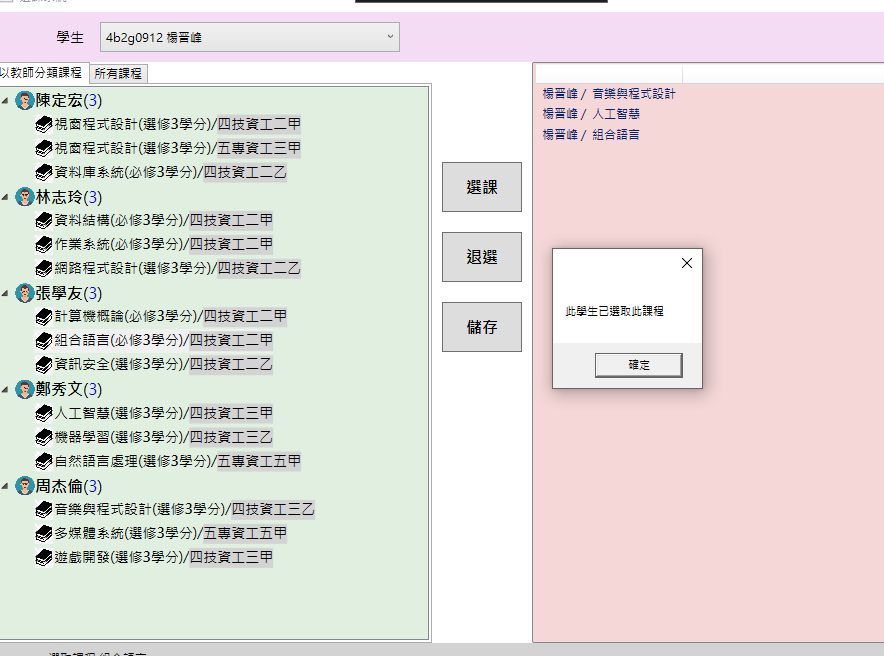 學生
4b2g0912 楊晉峰
以教師分類課程
所有課程
陳定宏(3)
視窗程式設計(選修3學分)/四技資工二甲
視窗程式設計(選修3學分)/五專資工三甲
資料庫系統(必修3學分)/四技資工二乙
林志玲(3)
資料結構(必修3學分)/四技資工二甲
作業系統(必修3學分)/四技資工二甲
網路程式設計(選修3學分)/四技資工二乙
張學友(3)
計算機概論(必修3學分)/四技資工二甲
組合語言(必修3學分)/四技資工二甲
資訊安全(選修3學分)/四技資工二乙
鄭秀文(3)
人工智慧(選修3學分)/四技資工三甲
機器學習(選修3學分)/四技資工三乙
自然語言處理(選修3學分)/五專資工五甲
周杰倫(3)
音樂與程式設計(選修3學分)/四技資工三乙
多媒體系統(選修3學分)/五專資工五甲
遊戲開發(選修3學分)/四技資工三甲
選課
退選
儲存
楊晉峰 / 音樂與程式設計
楊晉峰 / 人工智慧
楊晉峰 / 組合語言
此學生已選取此課程
確定